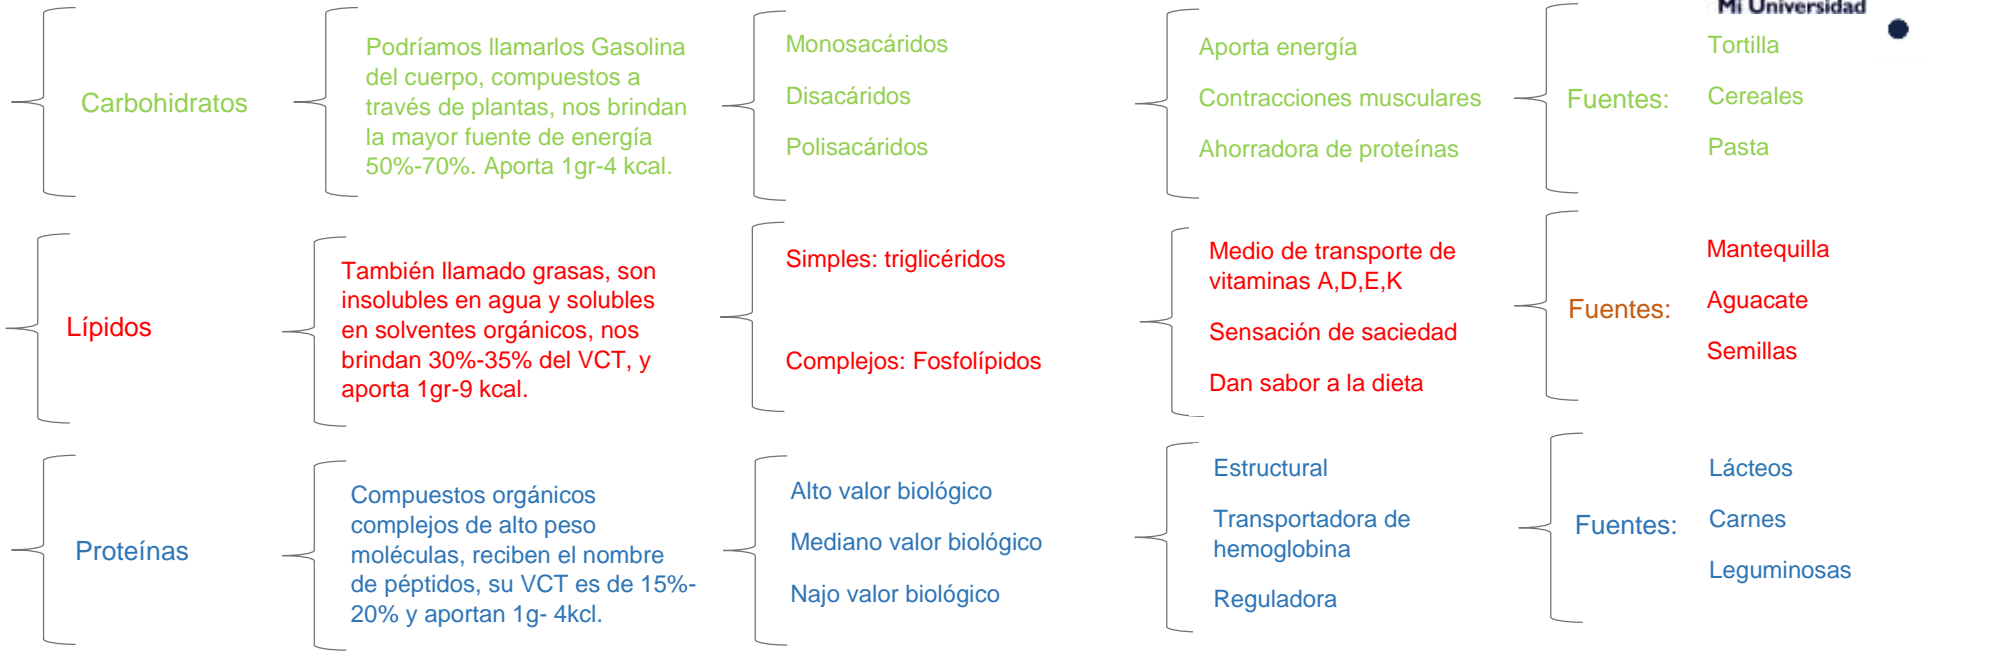 Mi Universidad
Carbohidratos
Podríamos llamarlos Gasolina
del cuerpo, compuestos a
través de plantas, nos brindan
la mayor fuente de energía
50%-70%. Aporta 1gr-4 kcal.
Monosacáridos
Disacáridos
Polisacáridos
Aporta energía
Contracciones musculares
Ahorradora de proteínas
Fuentes:
Tortilla
Cereales
Pasta
Lípidos
También llamado grasas, son
insolubles en agua y solubles
en solventes orgánicos, nos
brindan 30%-35% del VCT, y
aporta 1gr-9 kcal.
Simples: triglicéridos
Complejos: Fosfolípidos
Medio de transporte de
vitaminas A,D,E,K
Sensación de saciedad
Dan sabor a la dieta
Fuentes:
Mantequilla
Aguacate
Semillas
Proteínas
Compuestos orgánicos
complejos de alto peso
moléculas, reciben el nombre
de péptidos, su VCT es de 15%-
20% y aportan 1g- 4kcl.
Alto valor biológico
Mediano valor biológico
Najo valor biológico
Estructural
Transportadora de
hemoglobina
Reguladora
Fuentes:
Lácteos
Carnes
Leguminosas